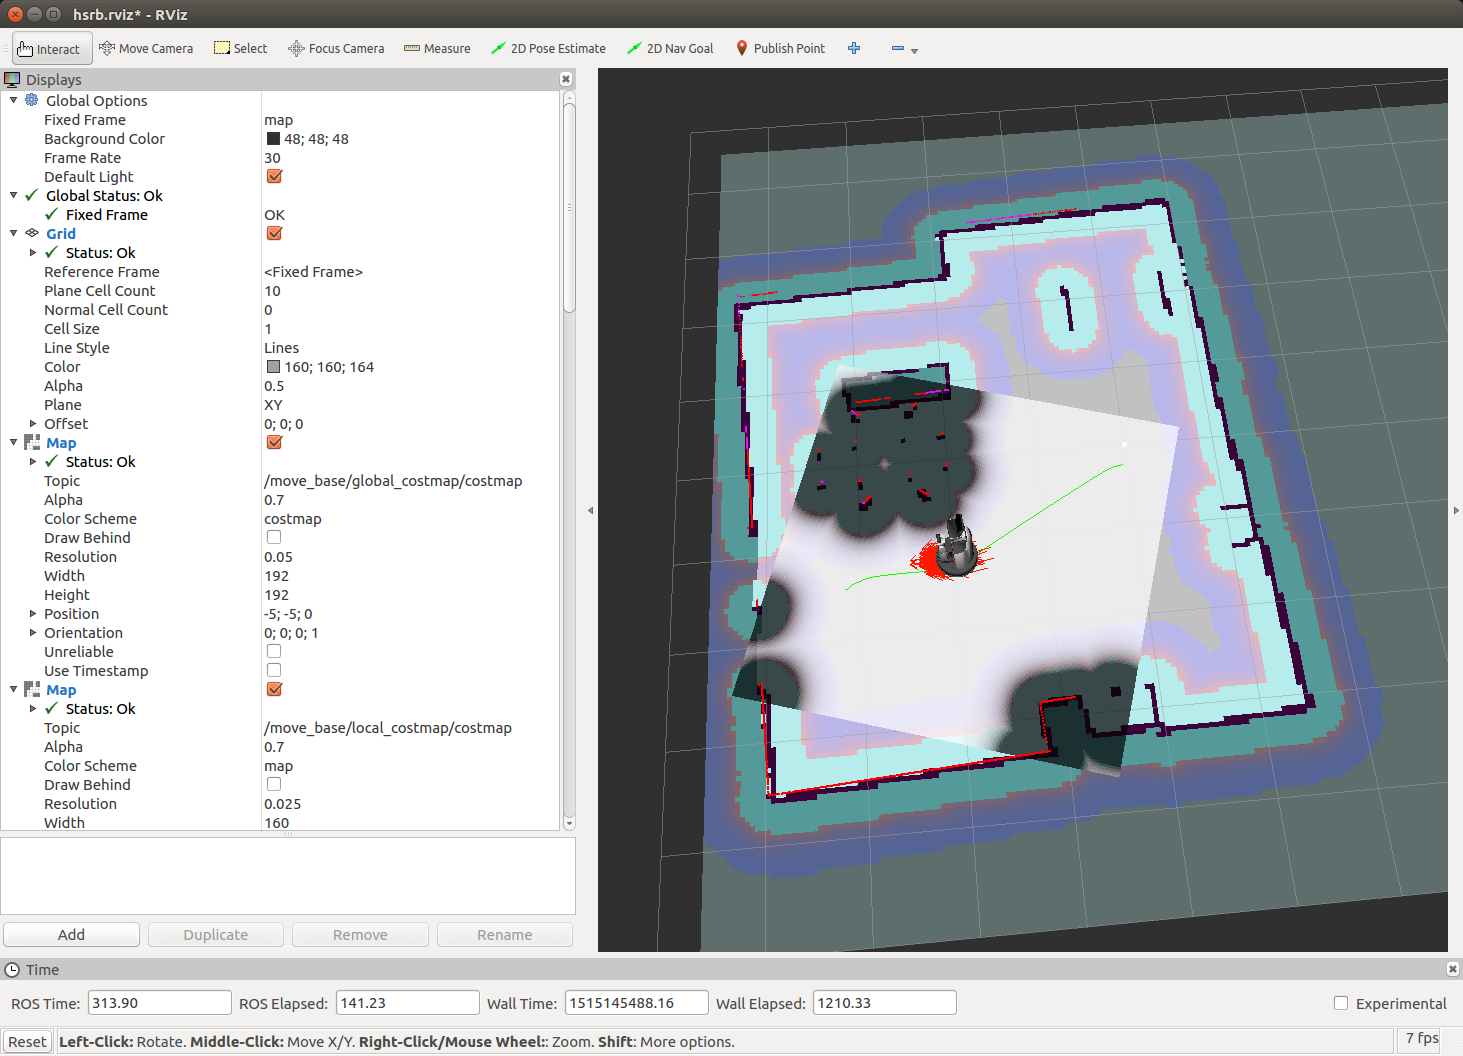 hsrb.rviz* - RViz
Interact Move Camera Select Focus Camera Measure 2D Pose Estimate 2D Nav Goal Publish Point
Displays
Global Options
Fixed Frame map
Background Color 48; 48; 48
Frame Rate 30
Default Light
Global Status: Ok
Fixed Frame OK
Grid
Status: Ok
Reference Frame <Fixed Frame>
Plane Cell Count 10
Normal Cell Count 0
Cell Size 1
Line Style Lines
Color 160; 160; 164
Alpha 0.5
Plane XY
Offset 0; 0; 0
Map
Status: Ok
Topic /move_base/global_costmap/costmap
Alpha 0.7
Color Scheme costmap
Draw Behind
Resolution 0.05
Width 192
Height 192
Position -5; -5; 0
Orientation 0; 0; 0; 1
Unreliable
Use Timestamp
Map
Status: Ok
Topic /move_base/local_costmap/costmap
Alpha 0.7
Color Scheme map
Draw Behind
Resolution 0.025
Width 160
Add Duplicate Remove Rename
Time
ROS Time: 313.90 ROS Elapsed: 141.23 Wall Time: 1515145488.16 Wall Elapsed: 1210.33 Experimental
Reset Left-Click: Rotate. Middle-Click: Move X/Y. Right-Click/Mouse Wheel:: Zoom. Shift: More options. 7 fps